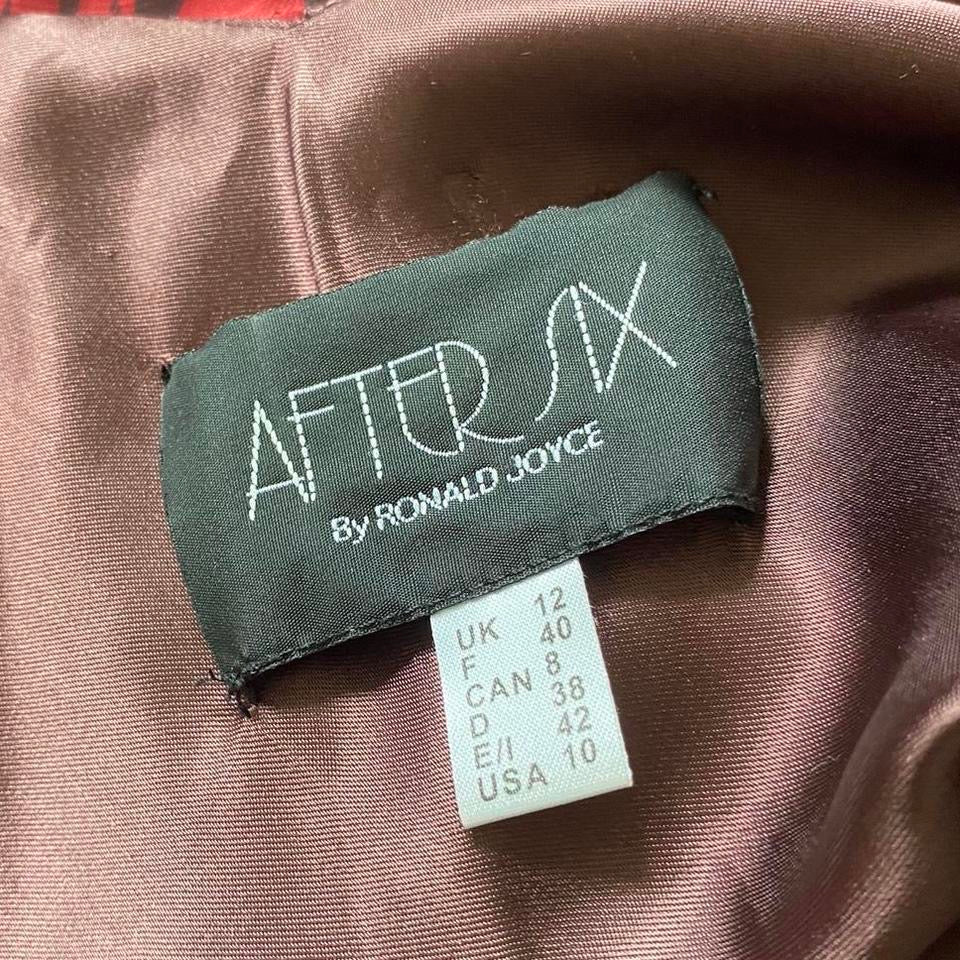 AFTER SIX
By RONALD JOYCE
UK 12
F 40
CAN 8
D 38
E/I 42
USA 10